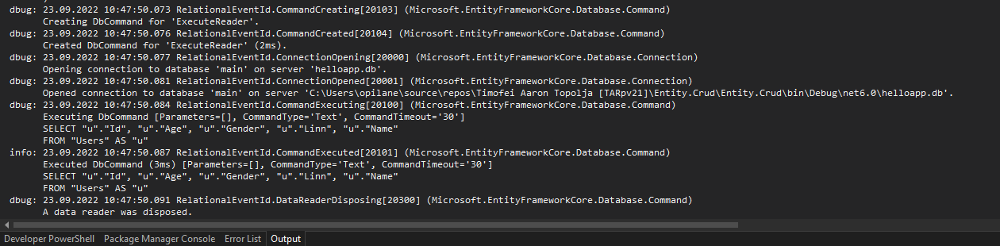 dbug: 23.09.2022 10:47:50.073 RelationalEventId.CommandCreating[20103] (Microsoft.EntityFrameworkCore.Database.Command)
Creating DbCommand for 'ExecuteReader'.
dbug: 23.09.2022 10:47:50.076 RelationalEventId.CommandCreated[20104] (Microsoft.EntityFrameworkCore.Database.Command)
Created DbCommand for 'ExecuteReader' (2ms).
dbug: 23.09.2022 10:47:50.077 RelationalEventId.ConnectionOpening[20000] (Microsoft.EntityFrameworkCore.Database.Connection)
Opening connection to database 'main' on server 'helloapp.db'.
dbug: 23.09.2022 10:47:50.081 RelationalEventId.ConnectionOpened[20001] (Microsoft.EntityFrameworkCore.Database.Connection)
Opened connection to database 'main' on server 'C:\Users\opilane\source\repos\Timofei Aaron Topolja [TARpv21]\Entity.Crud\Entity.Crud\bin\Debug\net6.0\helloapp.db'.
dbug: 23.09.2022 10:47:50.084 RelationalEventId.CommandExecuting[20100] (Microsoft.EntityFrameworkCore.Database.Command)
Executing DbCommand [Parameters=[], CommandType='Text', CommandTimeout='30']
SELECT "u"."Id", "u"."Age", "u"."Gender", "u"."Linn", "u"."Name"
FROM "Users" AS "u"
info: 23.09.2022 10:47:50.087 RelationalEventId.CommandExecuted[20101] (Microsoft.EntityFrameworkCore.Database.Command)
Executed DbCommand (3ms) [Parameters=[], CommandType='Text', CommandTimeout='30']
SELECT "u"."Id", "u"."Age", "u"."Gender", "u"."Linn", "u"."Name"
FROM "Users" AS "u"
dbug: 23.09.2022 10:47:50.091 RelationalEventId.DataReaderDisposing[20300] (Microsoft.EntityFrameworkCore.Database.Command)
A data reader was disposed.
Developer PowerShell Package Manager Console Error List Output